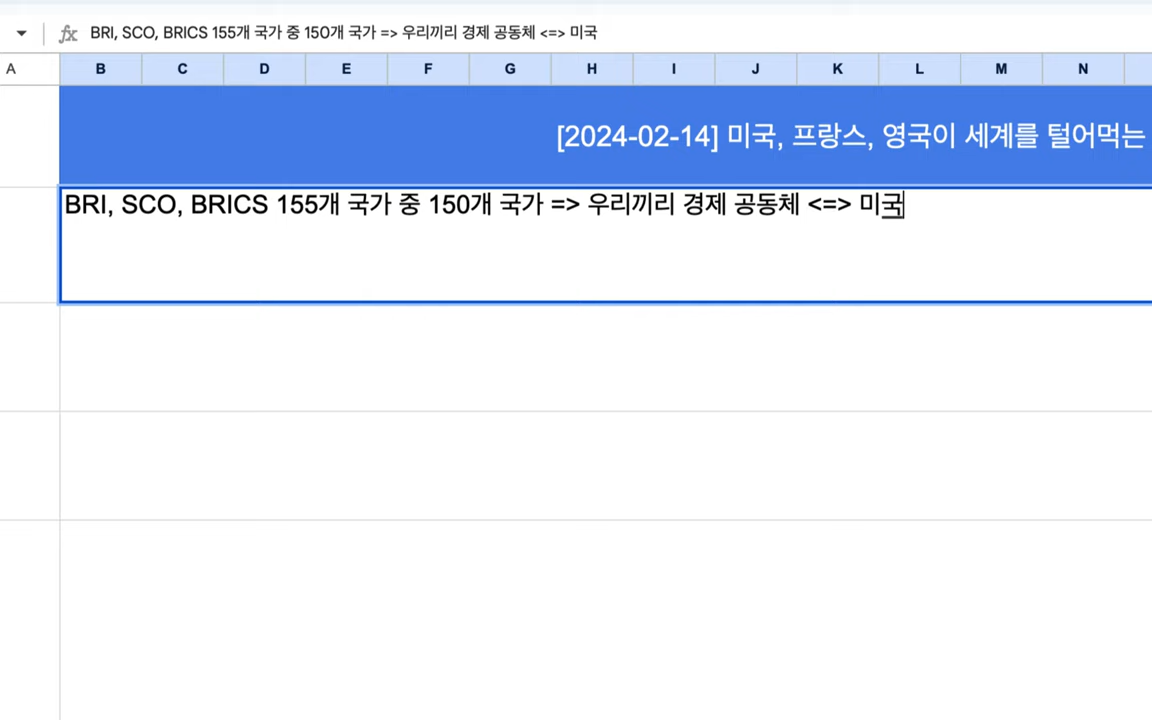 BRI, SCO, BRICS 155개 국가 중 150개 국가 => 우리끼리 경제 공동체 <=> 미국
A B C D E F G H I J K L M N
[2024-02-14] 미국, 프랑스, 영국이 세계를 털어먹는
BRI, SCO, BRICS 155개 국가 중 150개 국가 => 우리끼리 경제 공동체 <=> 미국